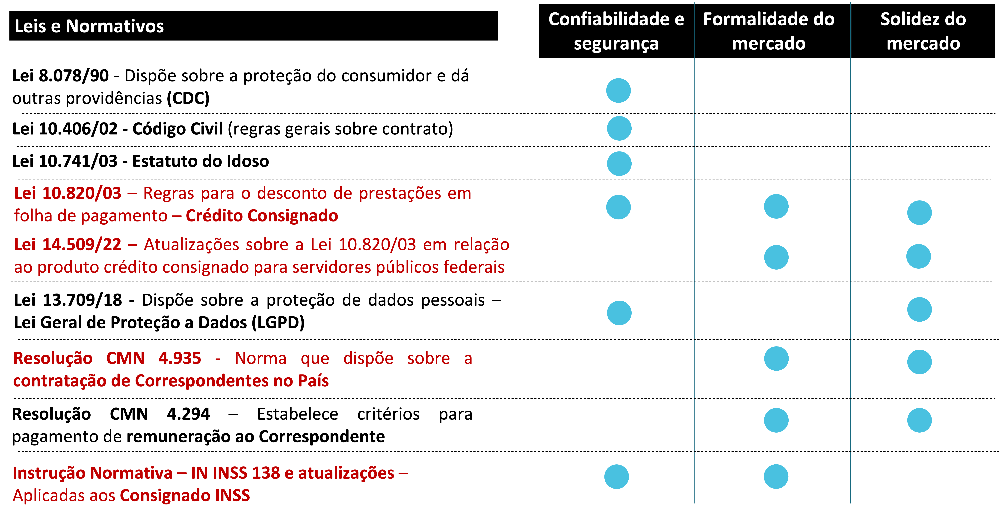 Leis e Normativos
Confiabilidade e
segurança
Formalidade do
mercado
Solidez do
mercado
Lei 8.078/90 - Dispõe sobre a proteção do consumidor e dá
outras providências (CDC)
Lei 10.406/02 - Código Civil (regras gerais sobre contrato)
Lei 10.741/03 - Estatuto do Idoso
Lei 10.820/03 – Regras para o desconto de prestações em
folha de pagamento – Crédito Consignado
Lei 14.509/22 – Atualizações sobre a Lei 10.820/03 em relação
ao produto crédito consignado para servidores públicos federais
Lei 13.709/18 - Dispõe sobre a proteção de dados pessoais –
Lei Geral de Proteção a Dados (LGPD)
Resolução CMN 4.935 - Norma que dispõe sobre a
contratação de Correspondentes no País
Resolução CMN 4.294 – Estabelece critérios para
pagamento de remuneração ao Correspondente
Instrução Normativa – IN INSS 138 e atualizações –
Aplicadas aos Consignado INSS